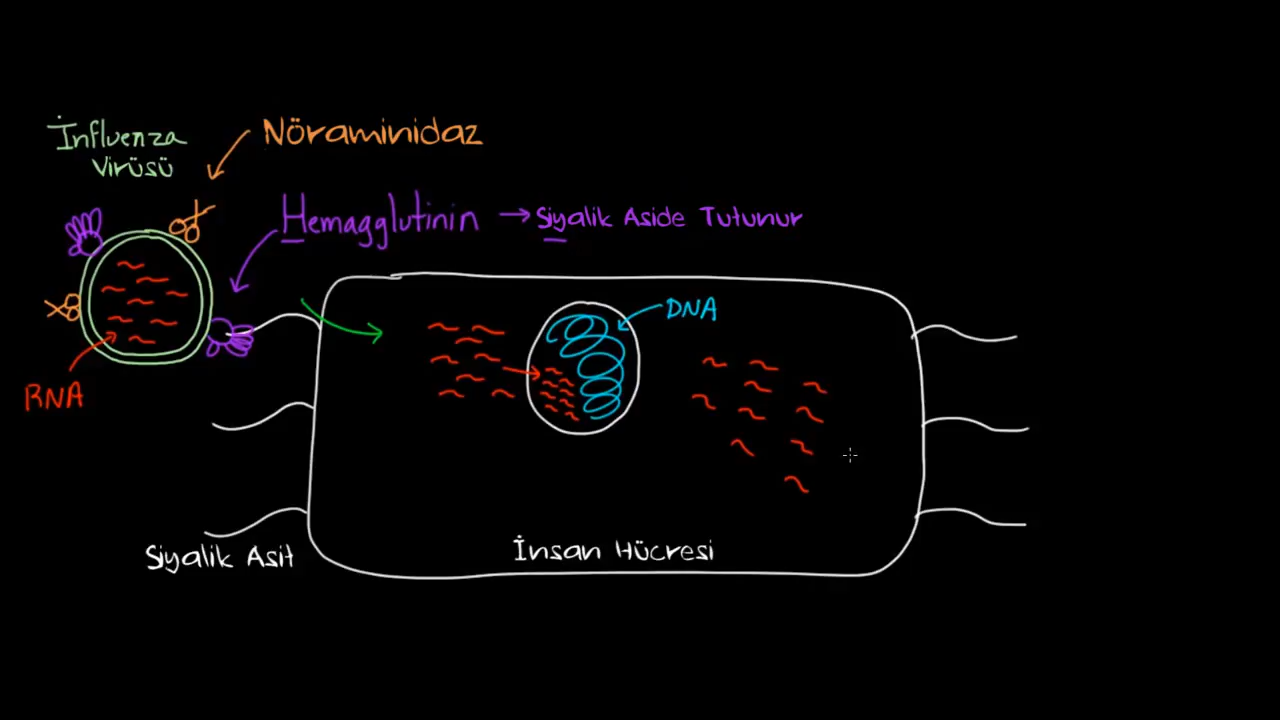 İnfluenza
Virüsü
Nöraminidaz
Hemagglutinin → Siyalik Aside Tutunur
DNA
RNA
Siyalik Asit
İnsan Hücresi